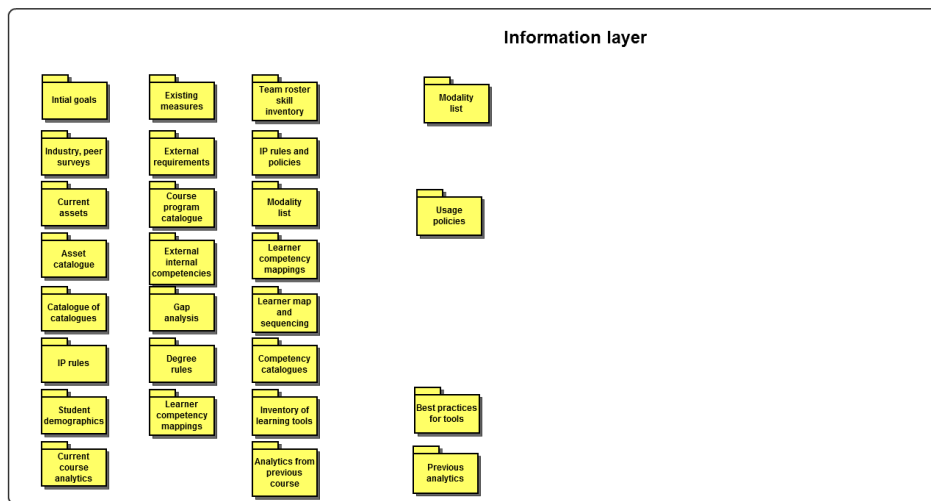 Information layer
Intial goals
Existing
measures
Team roster
skill
inventory
Modality
list
Industry, peer
surveys
External
requirements
IP rules and
policies
Current
assets
Course
program
catalogue
Modality
list
Usage
policies
Asset
catalogue
External
internal
competencies
Learner
competency
mappings
Catalogue of
catalogues
Gap
analysis
Learner map
and
sequencing
IP rules
Degree
rules
Competency
catalogues
Student
demographics
Learner
competency
mappings
Inventory of
learning tools
Best practices
for tools
Current
course
analytics
Analytics from
previous
course
Previous
analytics